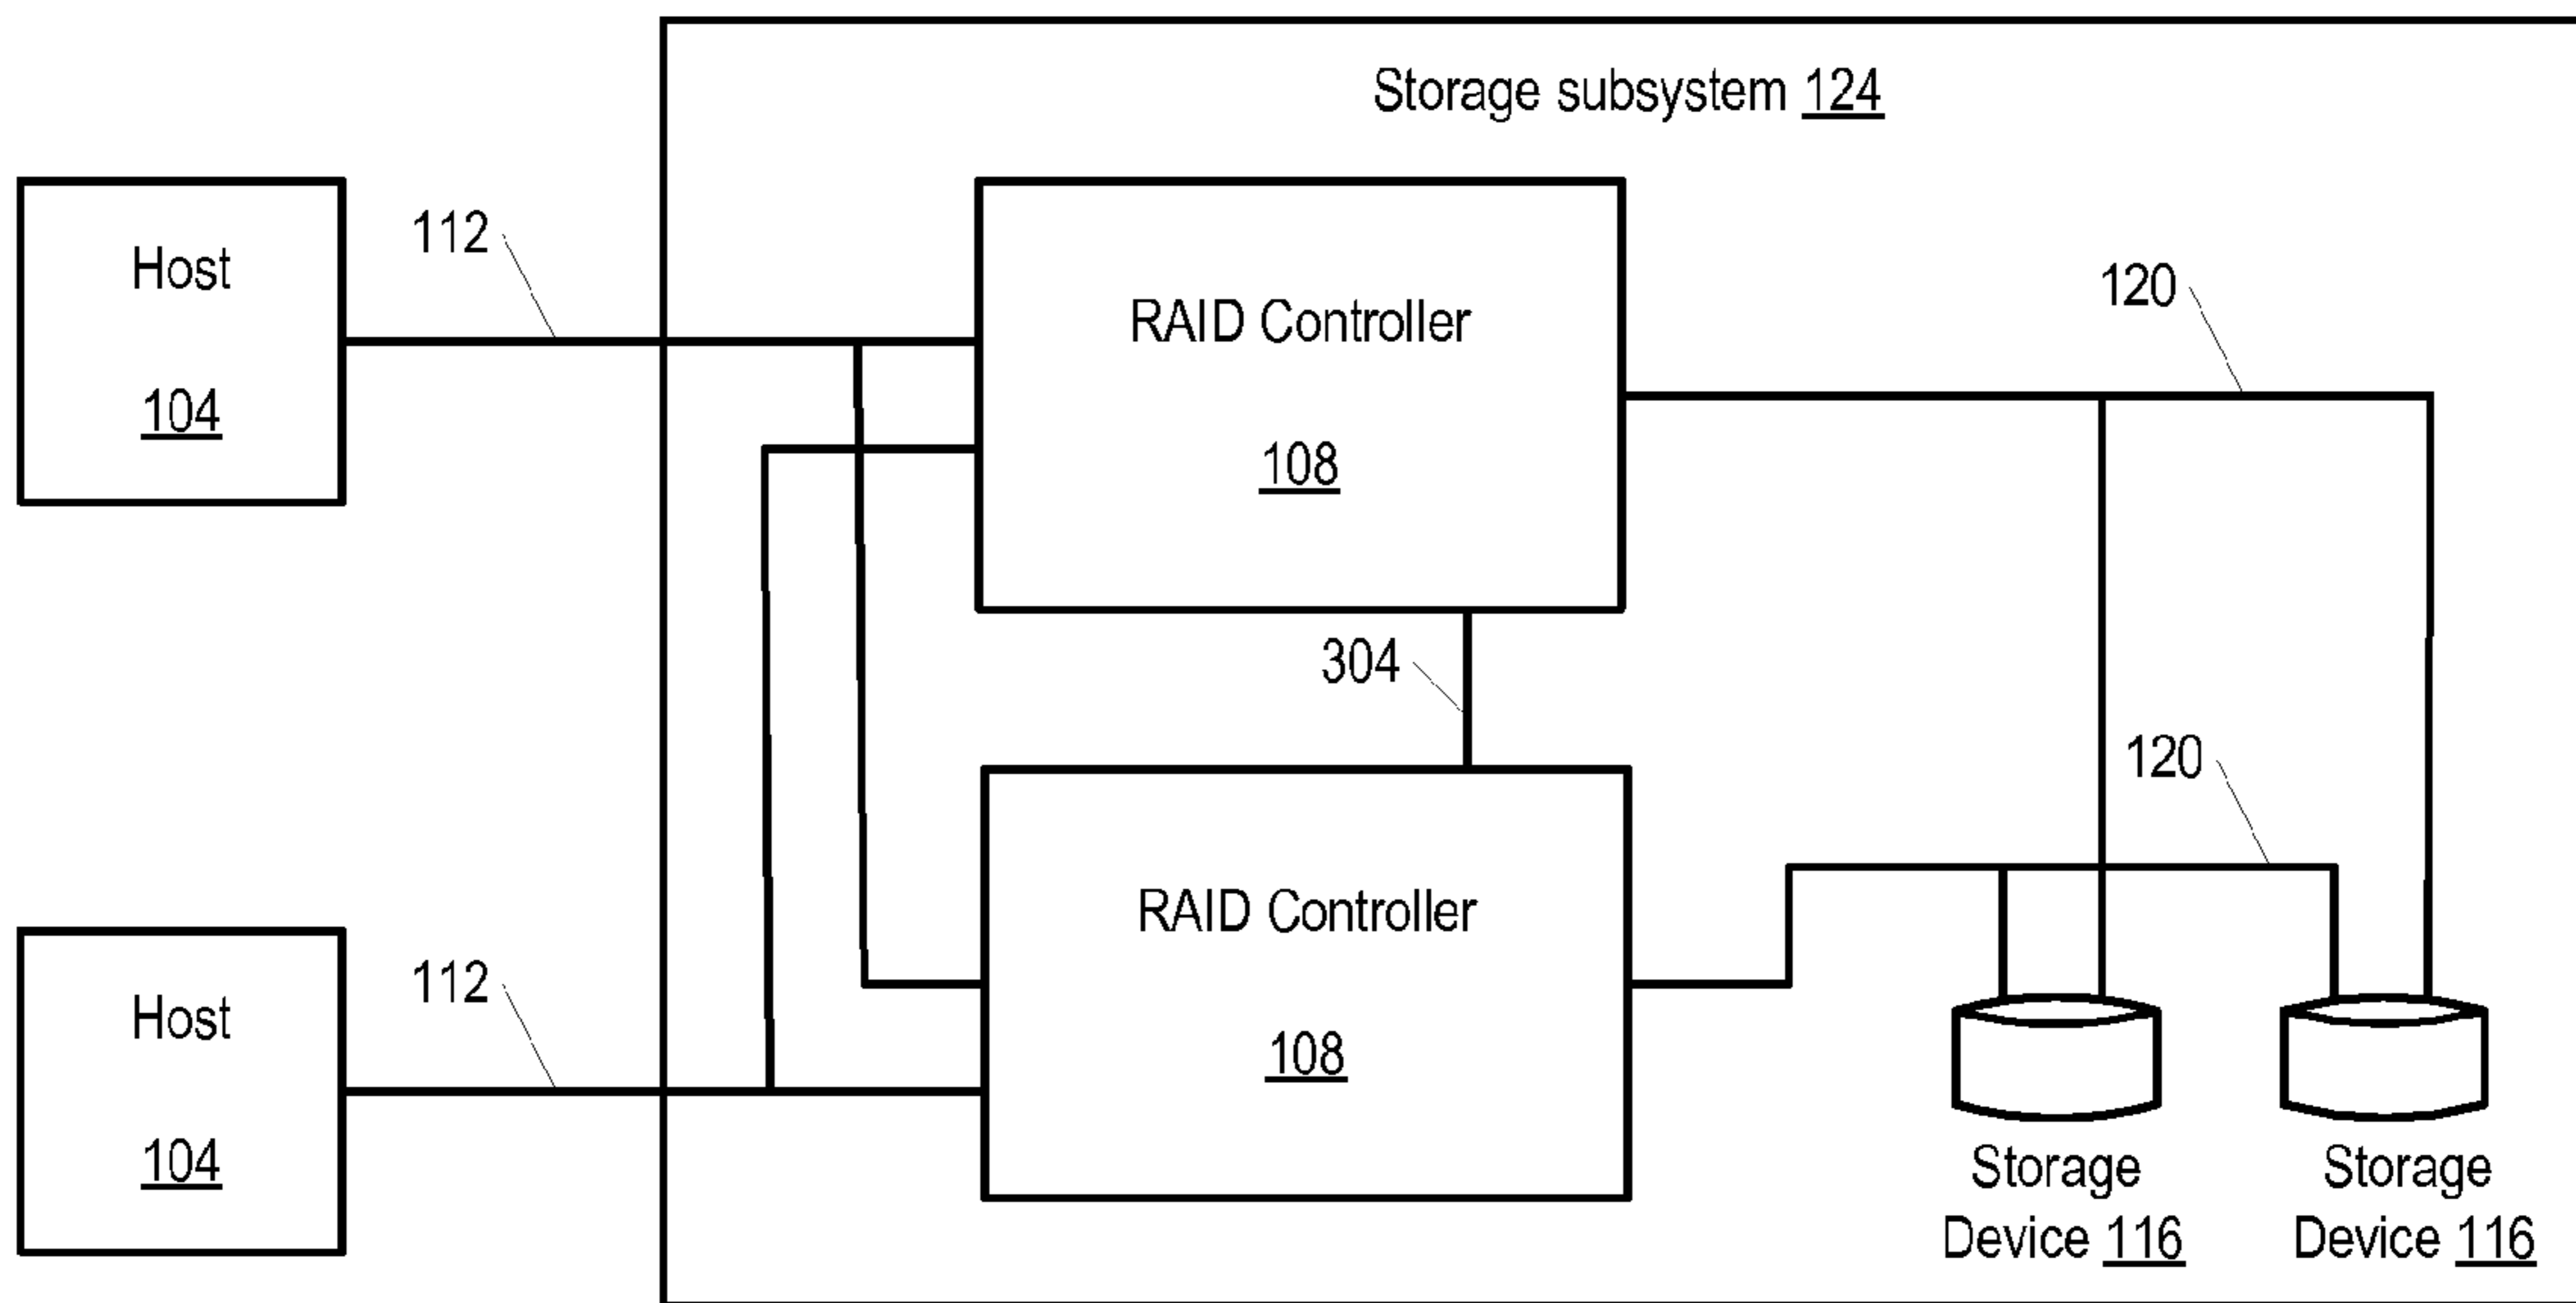 Storage subsystem 124
Host
104
112
RAID Controller
108
120
304
Host
104
112
RAID Controller
108
120
Storage
Device 116
Storage
Device 116